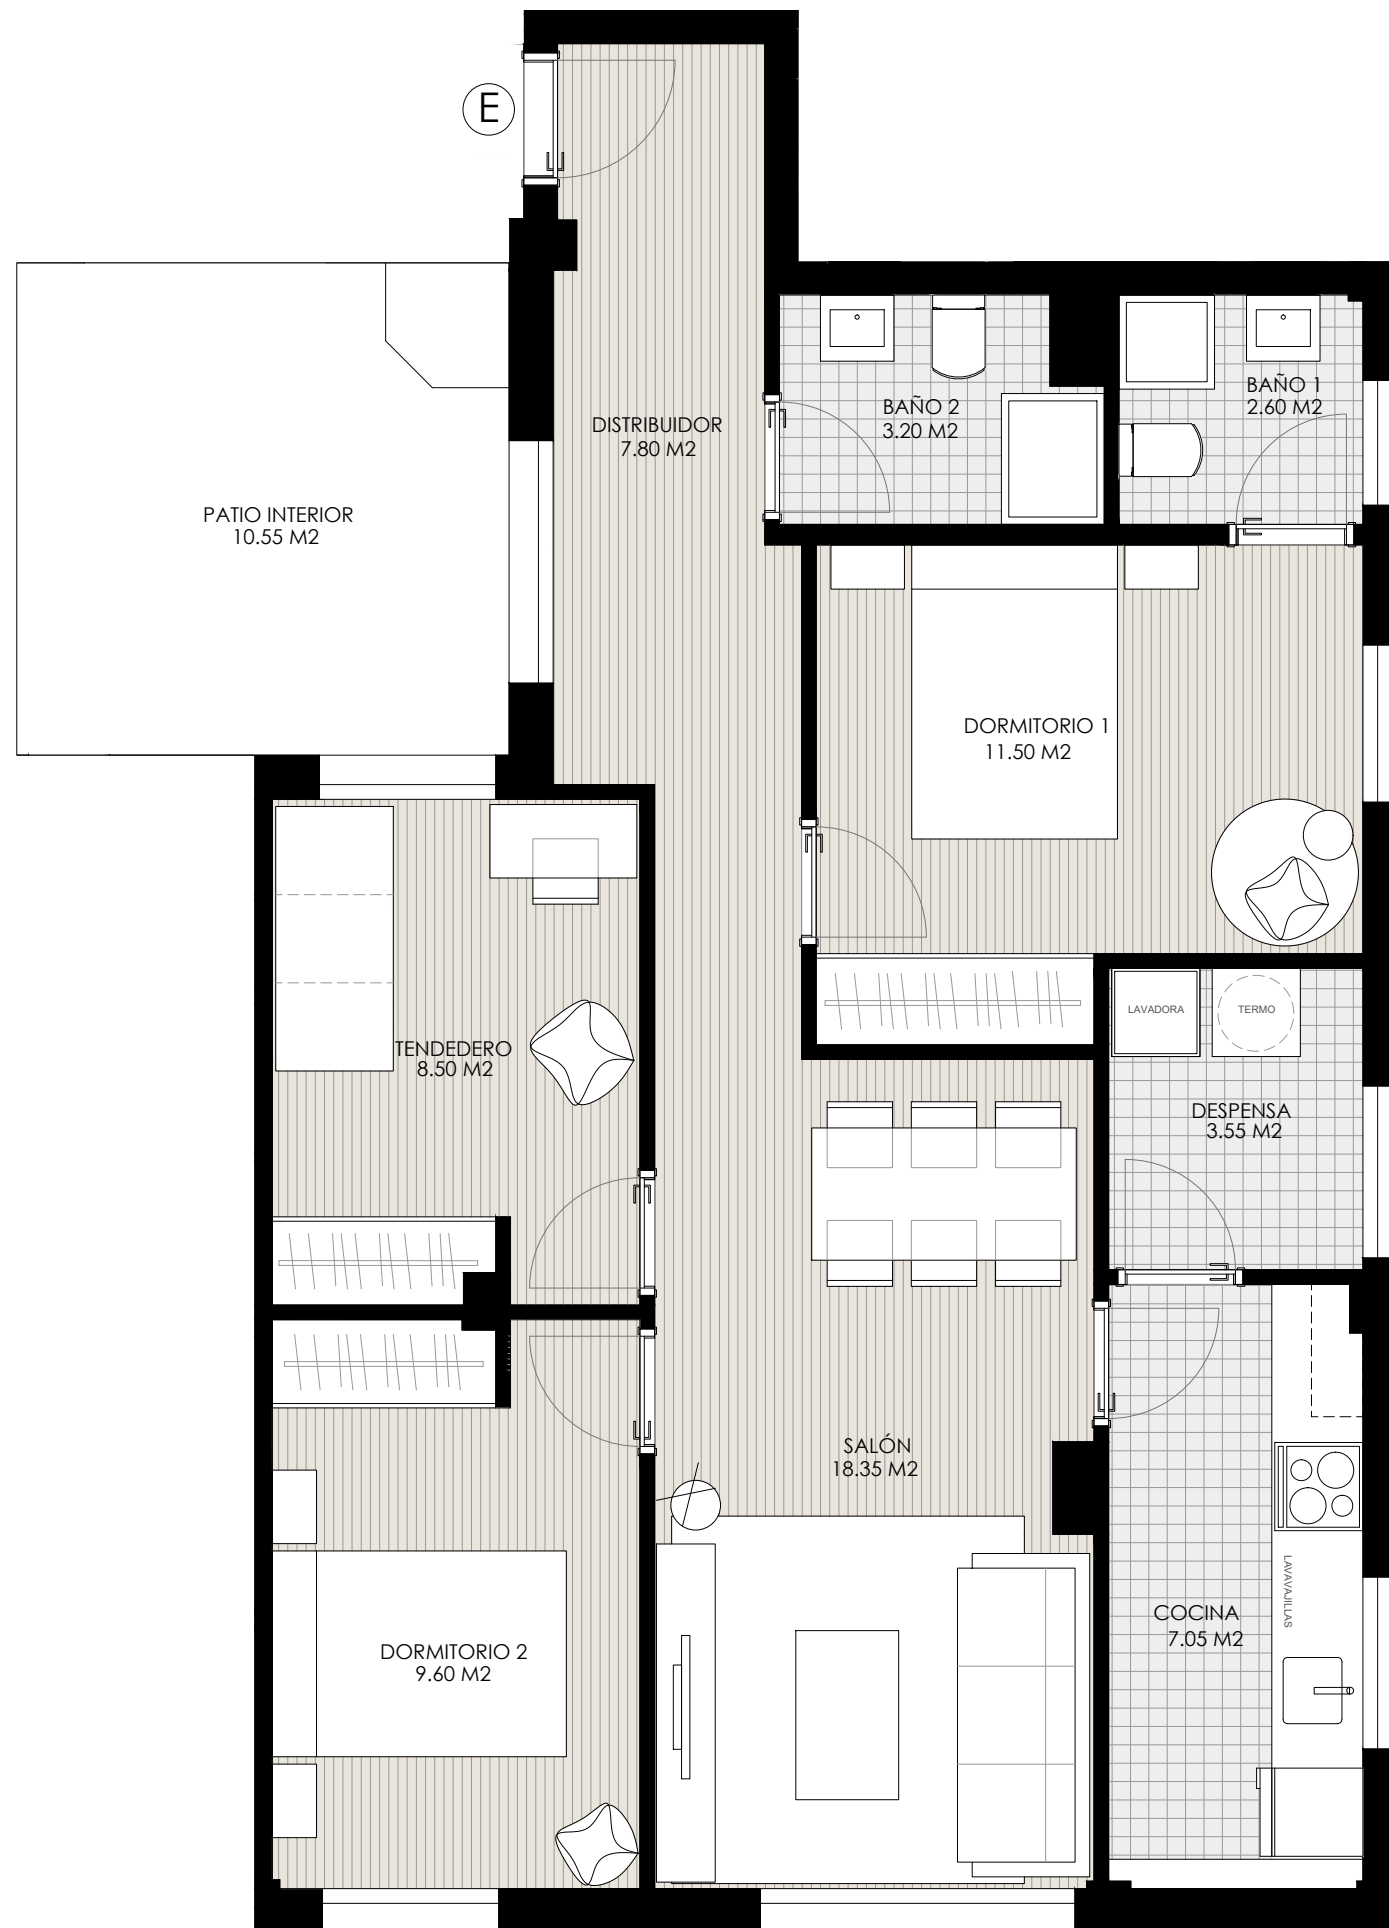 E
BAÑO 1
2.60 M2
BAÑO 2
3.20 M2
DISTRIBUIDOR
7.80 M2
PATIO INTERIOR
10.55 M2
DORMITORIO 1
11.50 M2
LAVADORA
TERMO
TENDEDERO
8.50 M2
DESPENSA
3.55 M2
SALÓN
18.35 M2
LAVAVAJILLAS
COCINA
7.05 M2
DORMITORIO 2
9.60 M2